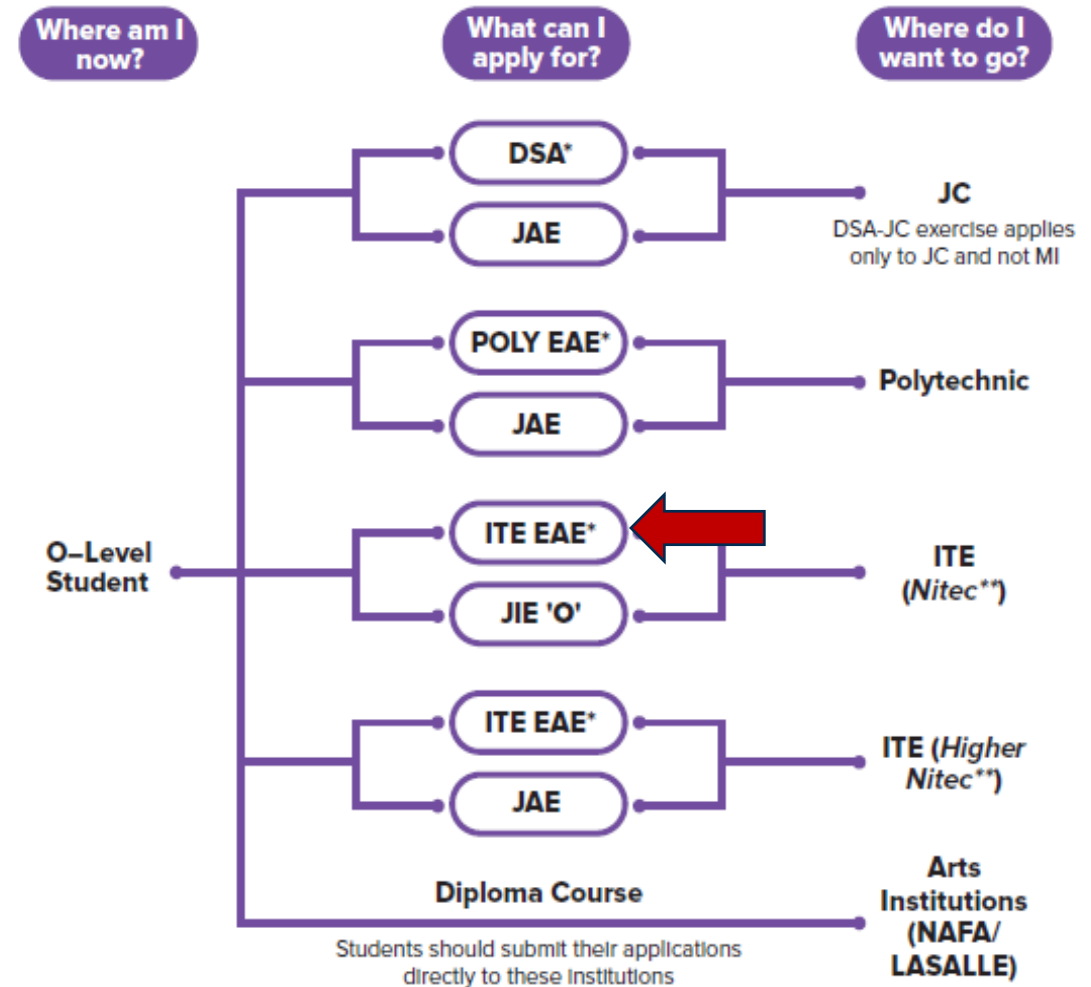 Where am I
now?
What can I
apply for?
Where do I
want to go?
DSA*
JAE
JC
DSA-JC exercise applies
only to JC and not MI
POLY EAE*
JAE
Polytechnic
O–Level
Student
ITE EAE*
JIE 'O'
ITE
(Nitec**)
ITE EAE*
JAE
ITE (Higher
Nitec**)
Diploma Course
Students should submit their applications
directly to these institutions
Arts
Institutions
(NAFA/
LASALLE)